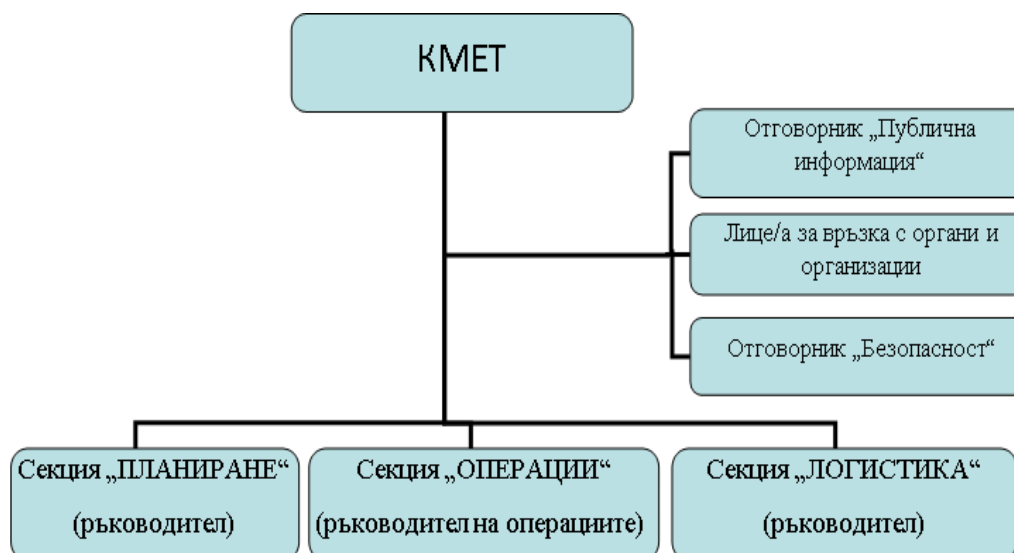 КМЕТ
Отговорник „Публична
информация“
Лице/а за връзка с органи и
организации
Отговорник „Безопасност“
Секция „ПЛАНИРАНЕ“
(ръководител)
Секция „ОПЕРАЦИИ“
(ръководител на операциите)
Секция „ЛОГИСТИКА“
(ръководител)